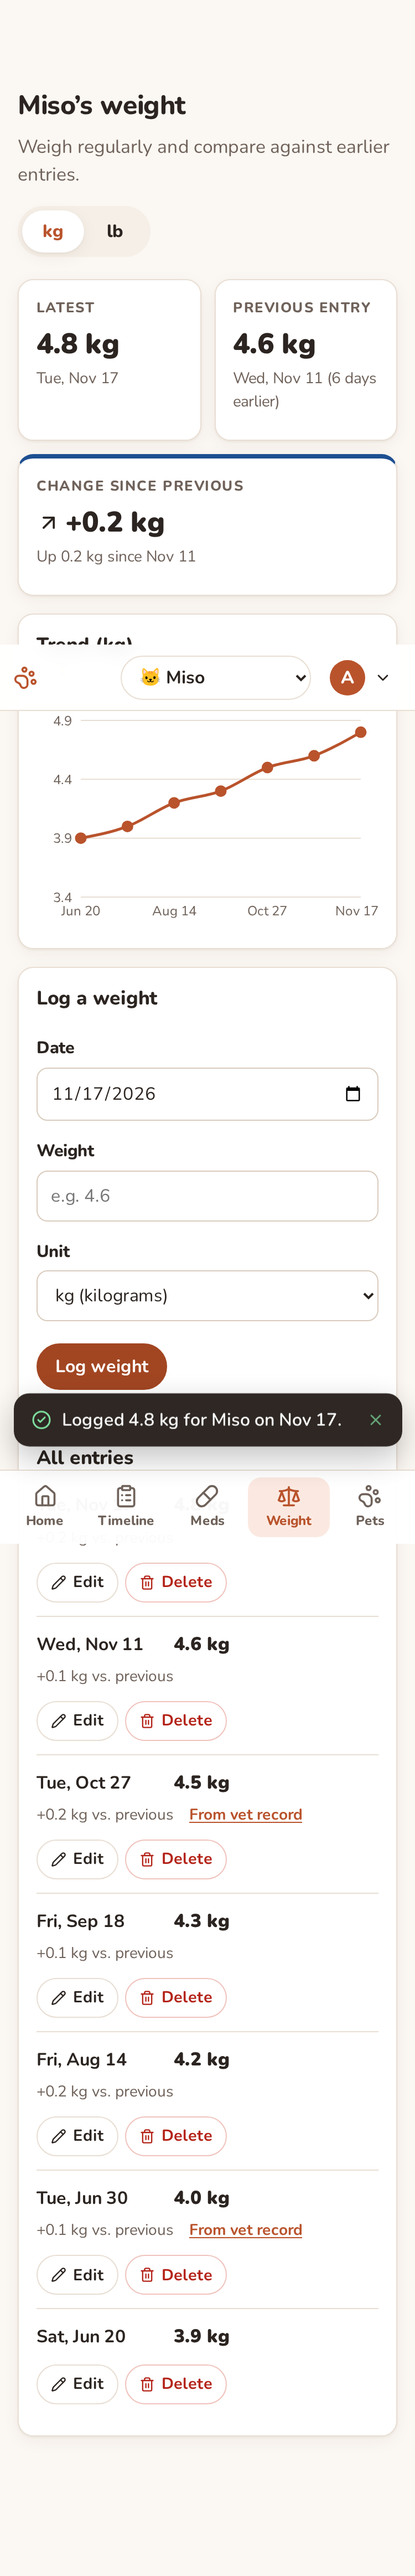 Miso’s weight
Weigh regularly and compare against earlier
entries.
kg lb
LATEST
4.8 kg
Tue, Nov 17
PREVIOUS ENTRY
4.6 kg
Wed, Nov 11 (6 days
earlier)
CHANGE SINCE PREVIOUS
+0.2 kg
Up 0.2 kg since Nov 11
Trend (kg)
Miso
A
4.9
4.4
3.9
3.4
Jun 20 Aug 14 Oct 27 Nov 17
Log a weight
Date
11/17/2026
Weight
e.g. 4.6
Unit
kg (kilograms)
Log weight
Logged 4.8 kg for Miso on Nov 17.
All entries
Home Timeline Meds Weight Pets
Edit Delete
Wed, Nov 11 4.6 kg
+0.1 kg vs. previous
Edit Delete
Tue, Oct 27 4.5 kg
+0.2 kg vs. previous From vet record
Edit Delete
Fri, Sep 18 4.3 kg
+0.1 kg vs. previous
Edit Delete
Fri, Aug 14 4.2 kg
+0.2 kg vs. previous
Edit Delete
Tue, Jun 30 4.0 kg
+0.1 kg vs. previous From vet record
Edit Delete
Sat, Jun 20 3.9 kg
Edit Delete